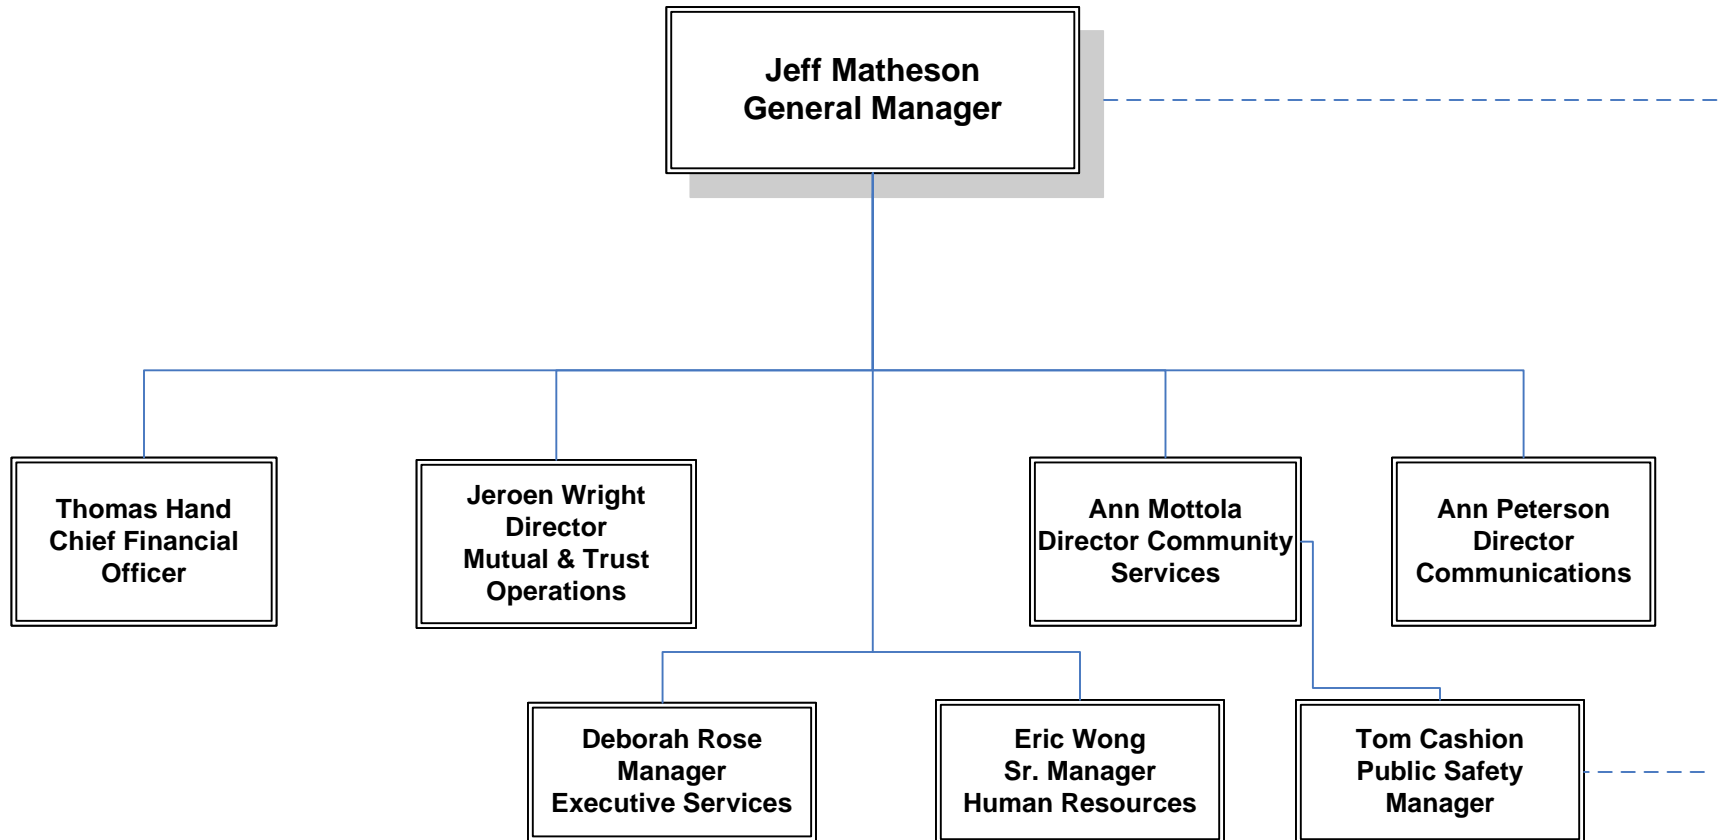 Jeff Matheson
General Manager
Thomas Hand
Chief Financial
Officer
Jeroen Wright
Director
Mutual & Trust
Operations
Ann Mottola
Director Community
Services
Ann Peterson
Director
Communications
Deborah Rose
Manager
Executive Services
Eric Wong
Sr. Manager
Human Resources
Tom Cashion
Public Safety
Manager